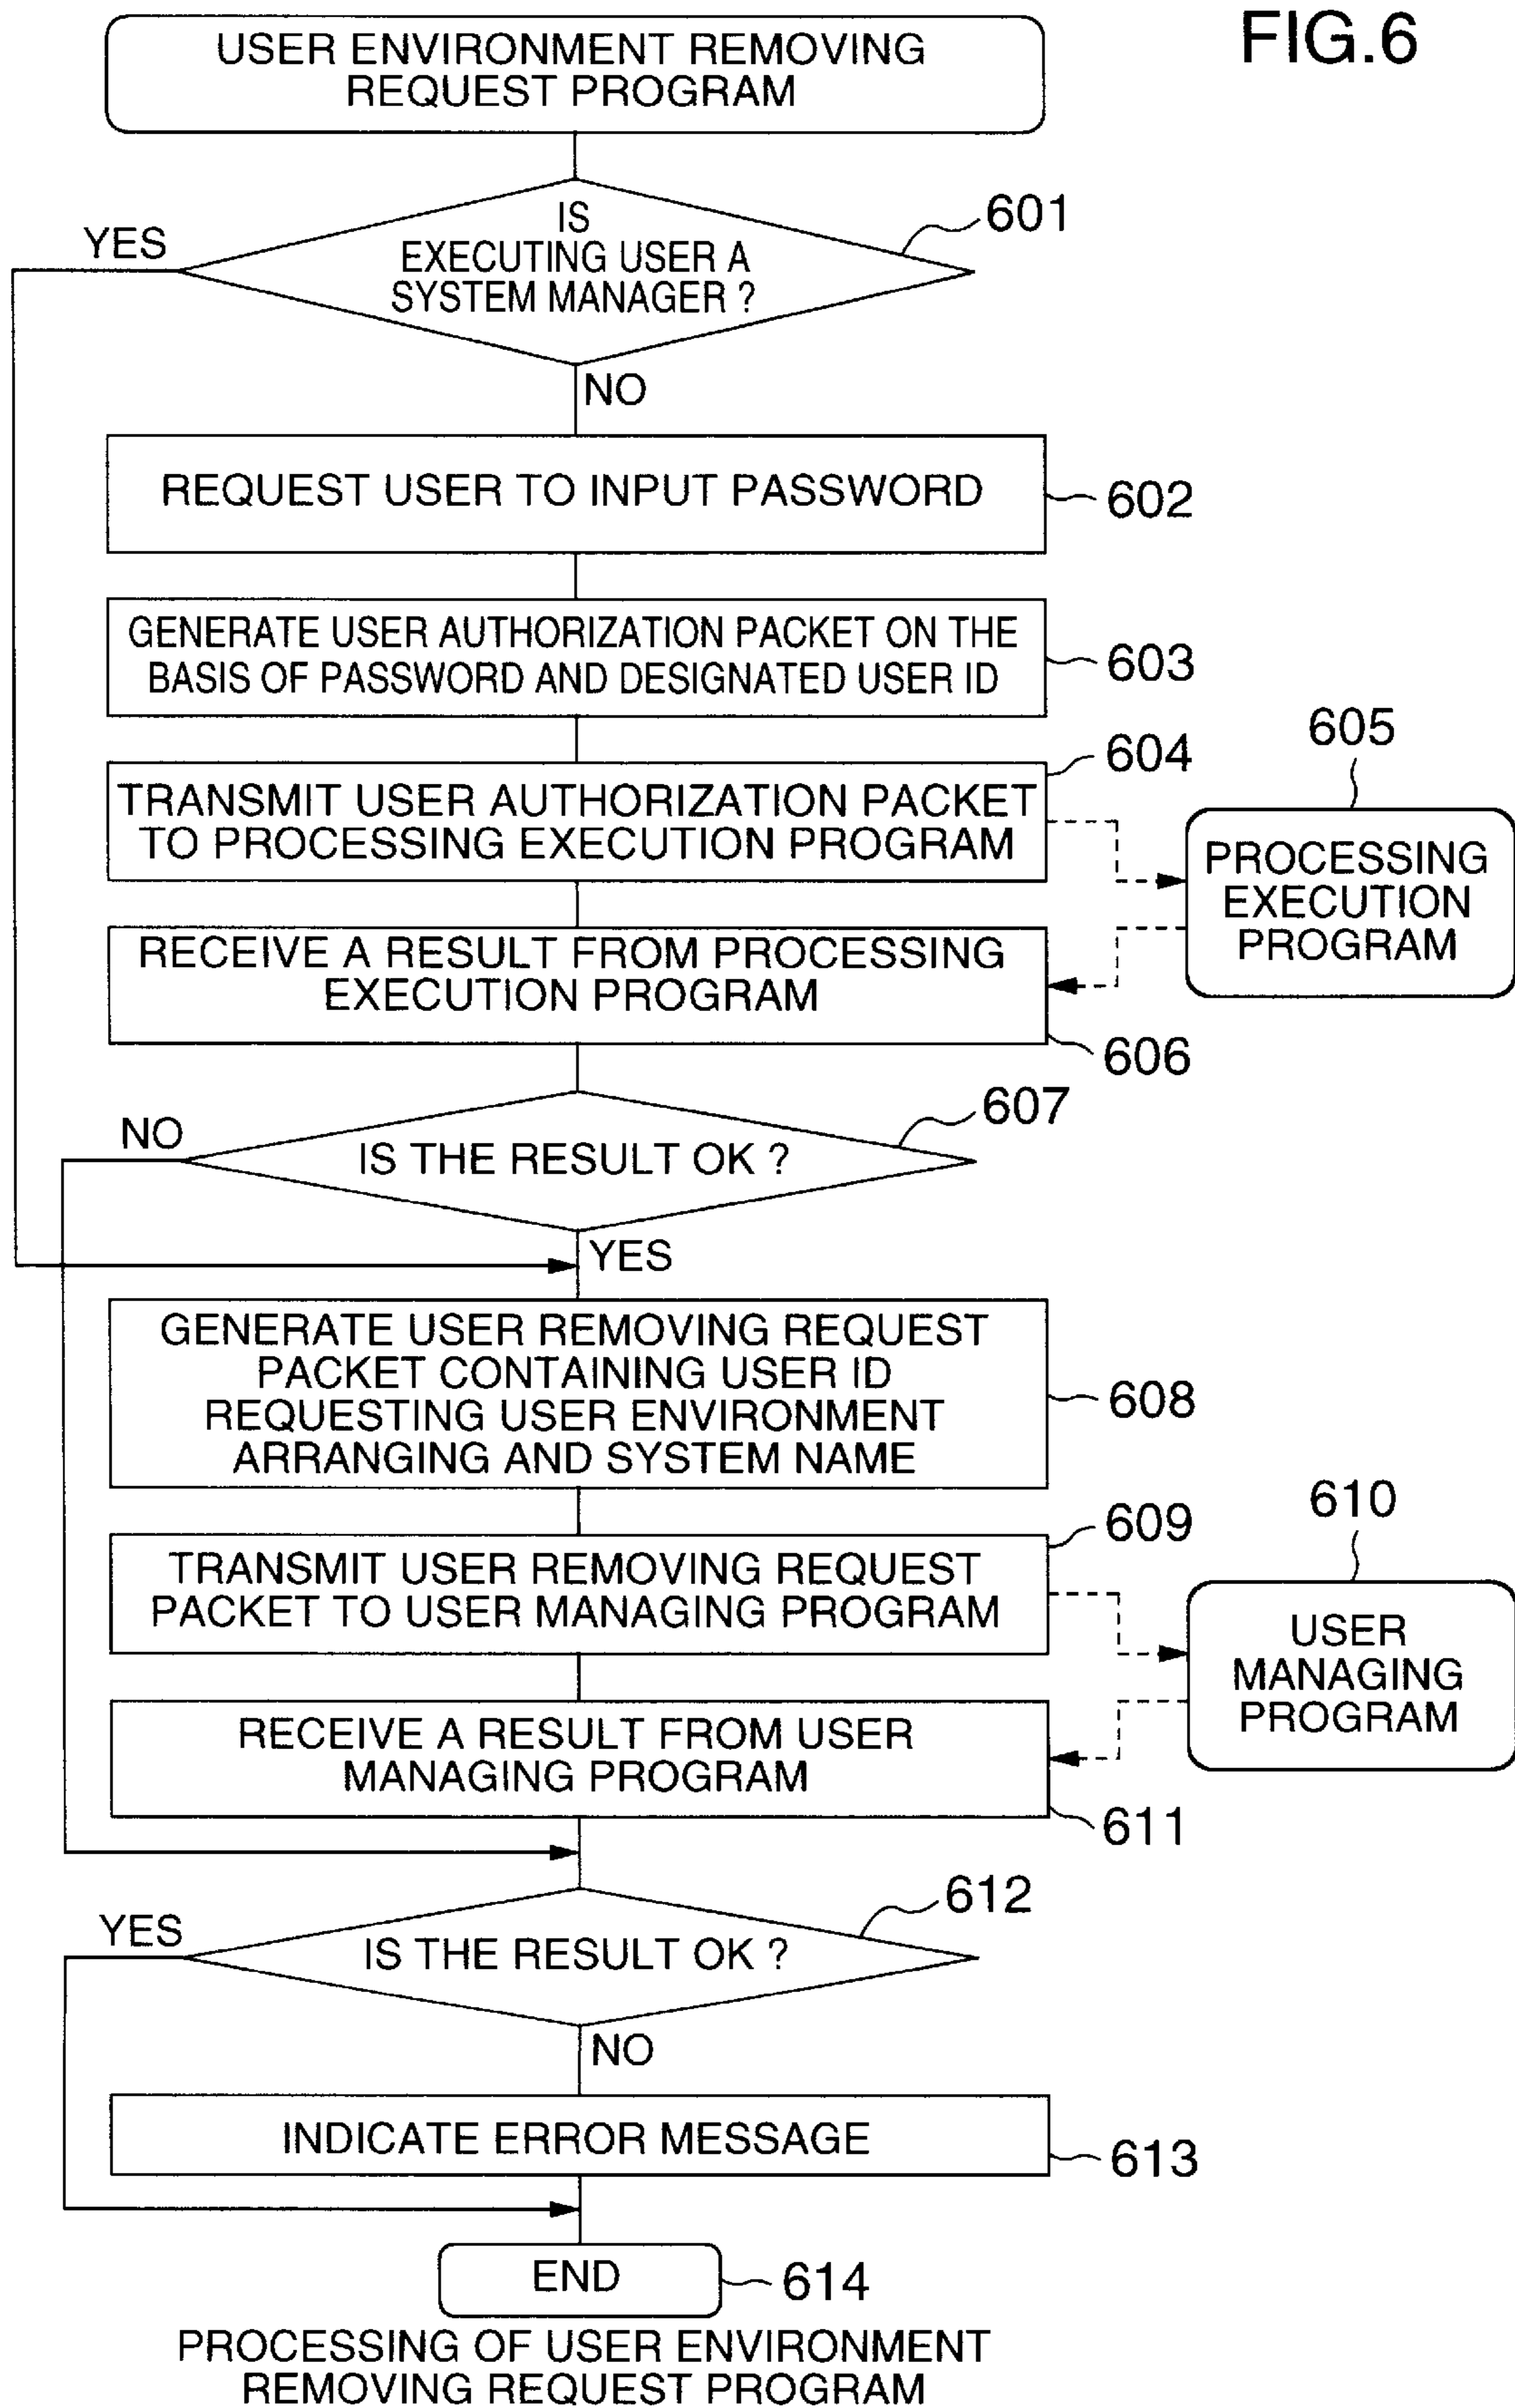 FIG.6
USER ENVIRONMENT REMOVING
REQUEST PROGRAM
IS
EXECUTING USER A
SYSTEM MANAGER ?
601
YES
NO
REQUEST USER TO INPUT PASSWORD
602
GENERATE USER AUTHORIZATION PACKET ON THE
BASIS OF PASSWORD AND DESIGNATED USER ID
603
TRANSMIT USER AUTHORIZATION PACKET
TO PROCESSING EXECUTION PROGRAM
604
605
PROCESSING
EXECUTION
PROGRAM
RECEIVE A RESULT FROM PROCESSING
EXECUTION PROGRAM
606
IS THE RESULT OK ?
607
NO
YES
GENERATE USER REMOVING REQUEST
PACKET CONTAINING USER ID
REQUESTING USER ENVIRONMENT
ARRANGING AND SYSTEM NAME
608
TRANSMIT USER REMOVING REQUEST
PACKET TO USER MANAGING PROGRAM
609
610
USER
MANAGING
PROGRAM
RECEIVE A RESULT FROM USER
MANAGING PROGRAM
611
IS THE RESULT OK ?
612
YES
NO
INDICATE ERROR MESSAGE
613
END
614
PROCESSING OF USER ENVIRONMENT
REMOVING REQUEST PROGRAM